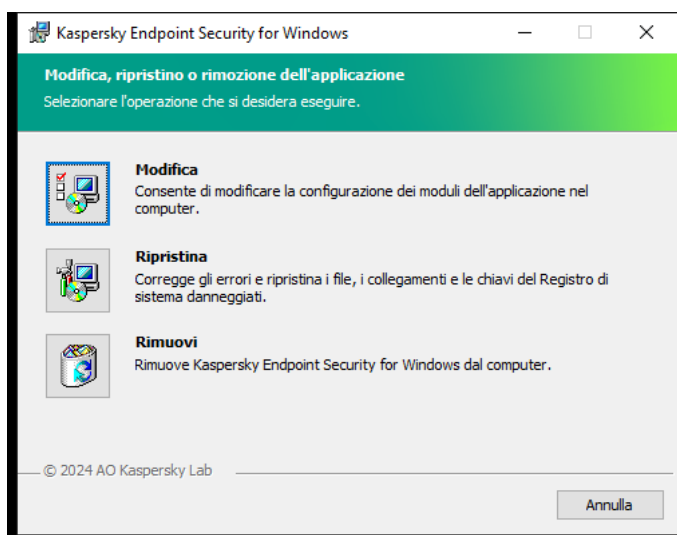 Kaspersky Endpoint Security for Windows
Modifica, ripristino o rimozione dell'applicazione
Selezionare l'operazione che si desidera eseguire.
Modifica
Consente di modificare la configurazione dei moduli dell'applicazione nel
computer.
Ripristina
Corregge gli errori e ripristina i file, i collegamenti e le chiavi del Registro di
sistema danneggiati.
Rimuovi
Rimuove Kaspersky Endpoint Security for Windows dal computer.
© 2024 AO Kaspersky Lab
Annulla